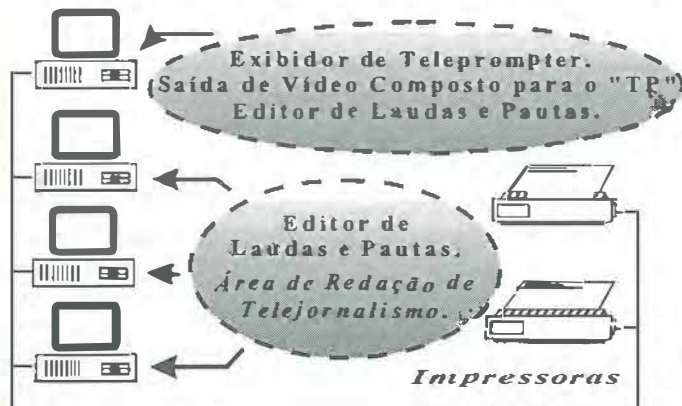 Exibidor de Teleprompter.
(Saída de Vídeo Composto para o "TP")
Editor de Laudas e Pautas.
Editor de
Laudas e Pautas.
Área de Redação de
Telejornalismo.
Impressoras